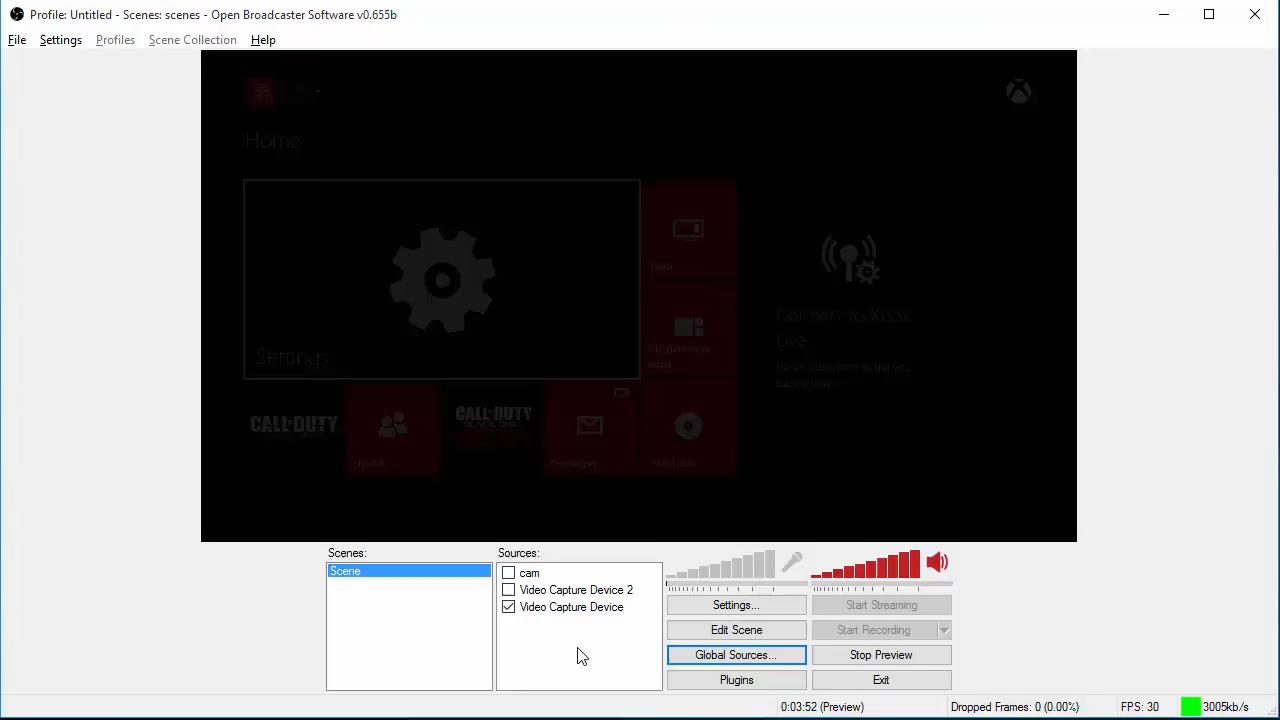 Profile: Untitled - Scenes: scenes - Open Broadcaster Software v0.655b
File Settings Profiles Scene Collection Help
Home
Settings
Connect to Xbox
Live
CALL OF DUTY
CALL OF DUTY
Scenes:
Scene
Sources:
cam
Video Capture Device 2
Video Capture Device
Settings...
Start Streaming
Edit Scene
Start Recording
Global Sources...
Stop Preview
Plugins
Exit
0:03:52 (Preview)
Dropped Frames: 0 (0.00%)
FPS: 30
3005kb/s